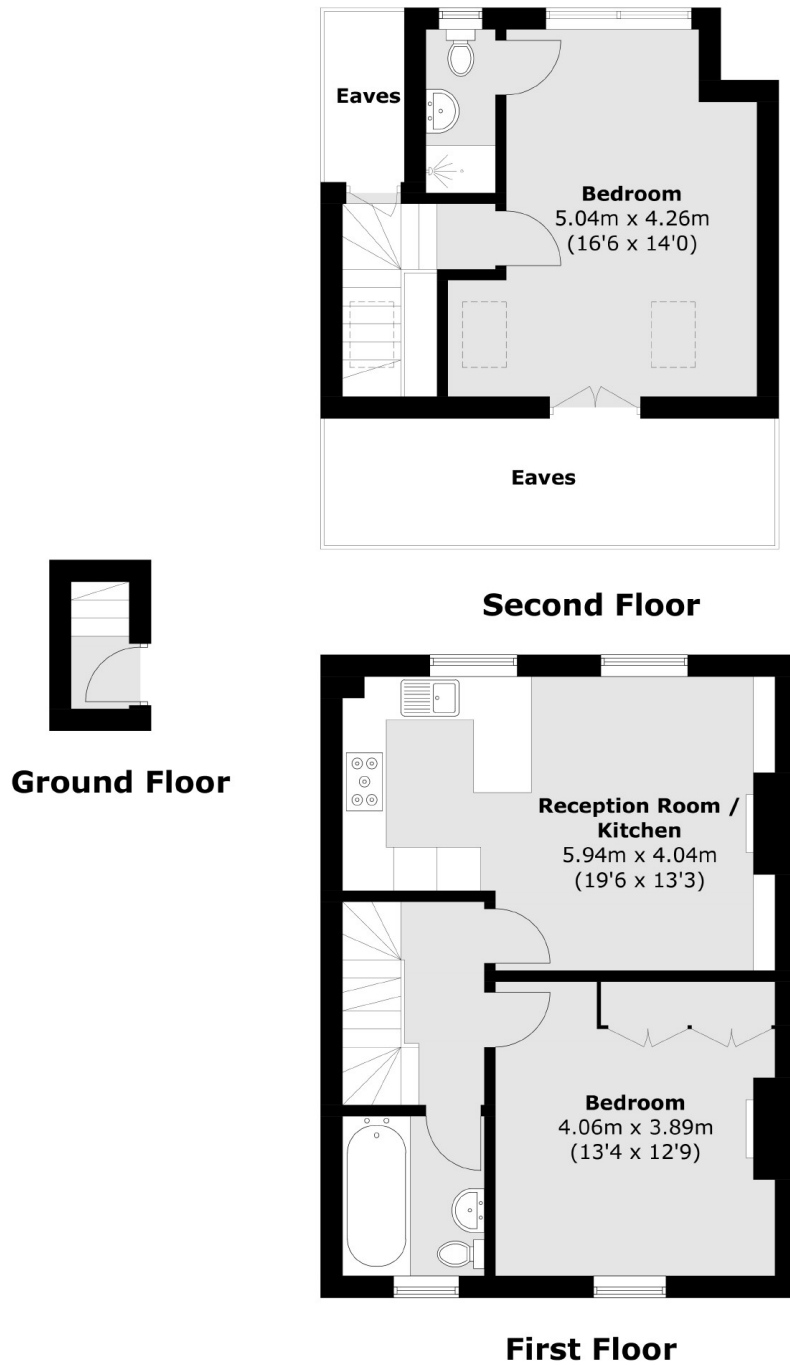 Eaves
Bedroom
5.04m x 4.26m
(16'6 x 14'0)
Eaves
Second Floor
Ground Floor
Reception Room /
Kitchen
5.94m x 4.04m
(19'6 x 13'3)
Bedroom
4.06m x 3.89m
(13'4 x 12'9)
First Floor